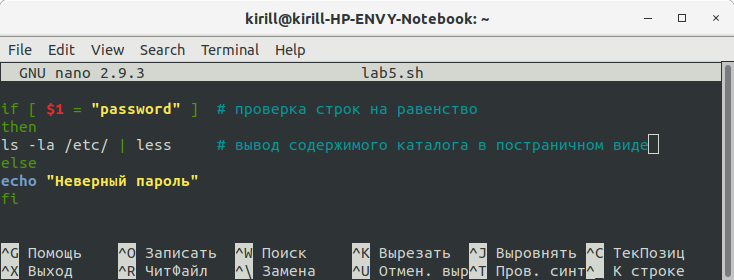 kirill@kirill-HP-ENVY-Notebook: ~
File Edit View Search Terminal Help
GNU nano 2.9.3 lab5.sh
if [ $1 = "password" ] # проверка строк на равенство
then
ls -la /etc/ | less # вывод содержимого каталога в постраничном виде
else
echo "Неверный пароль"
fi
^G Помощь ^O Записать ^W Поиск ^K Вырезать ^J Выровнять ^C ТекПозиц
^X Выход ^R ЧитФайл ^\ Замена ^U Отмен. выр^T Пров. синт^_ К строке